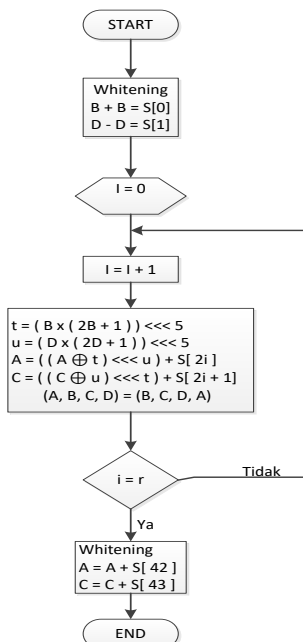 START
Whitening
B + B = S[0]
D - D = S[1]
I = 0
I = I + 1
t = ( B x ( 2B + 1 ) ) <<< 5
u = ( D x ( 2D + 1 ) ) <<< 5
A = ( ( A ⊕ t ) <<< u ) + S[ 2i ]
C = ( ( C ⊕ u ) <<< t ) + S[ 2i + 1]
(A, B, C, D) = (B, C, D, A)
i = r
Tidak
Ya
Whitening
A = A + S[ 42 ]
C = C + S[ 43 ]
END